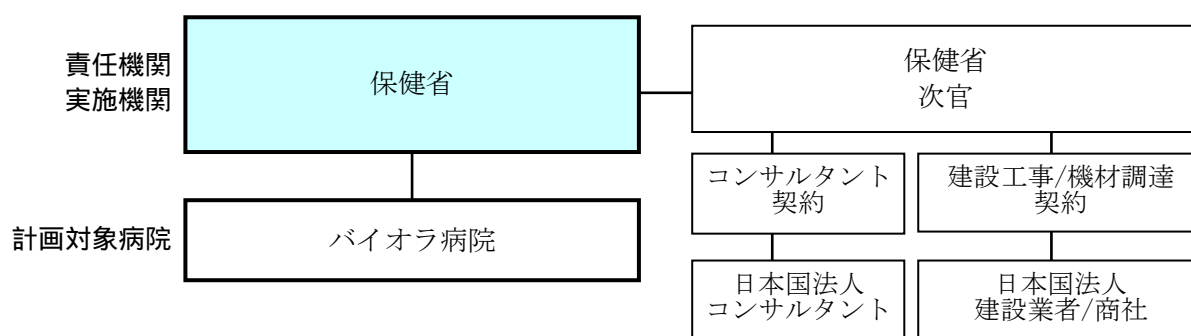 責任機関
実施機関
保健省
保健省
次官
コンサルタント
契約
建設工事/機材調達
契約
計画対象病院
バイオラ病院
日本国法人
コンサルタント
日本国法人
建設業者/商社